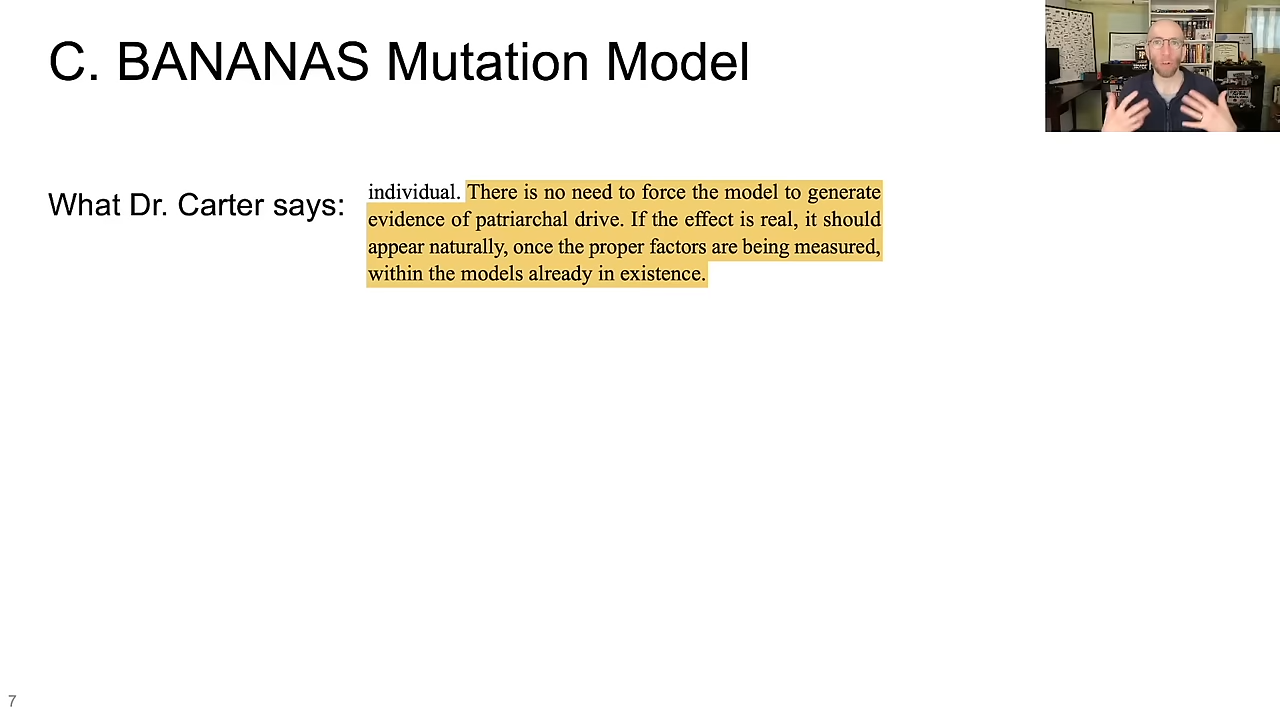 C. BANANAS Mutation Model
What Dr. Carter says:
individual. There is no need to force the model to generate
evidence of patriarchal drive. If the effect is real, it should
appear naturally, once the proper factors are being measured,
within the models already in existence.
7